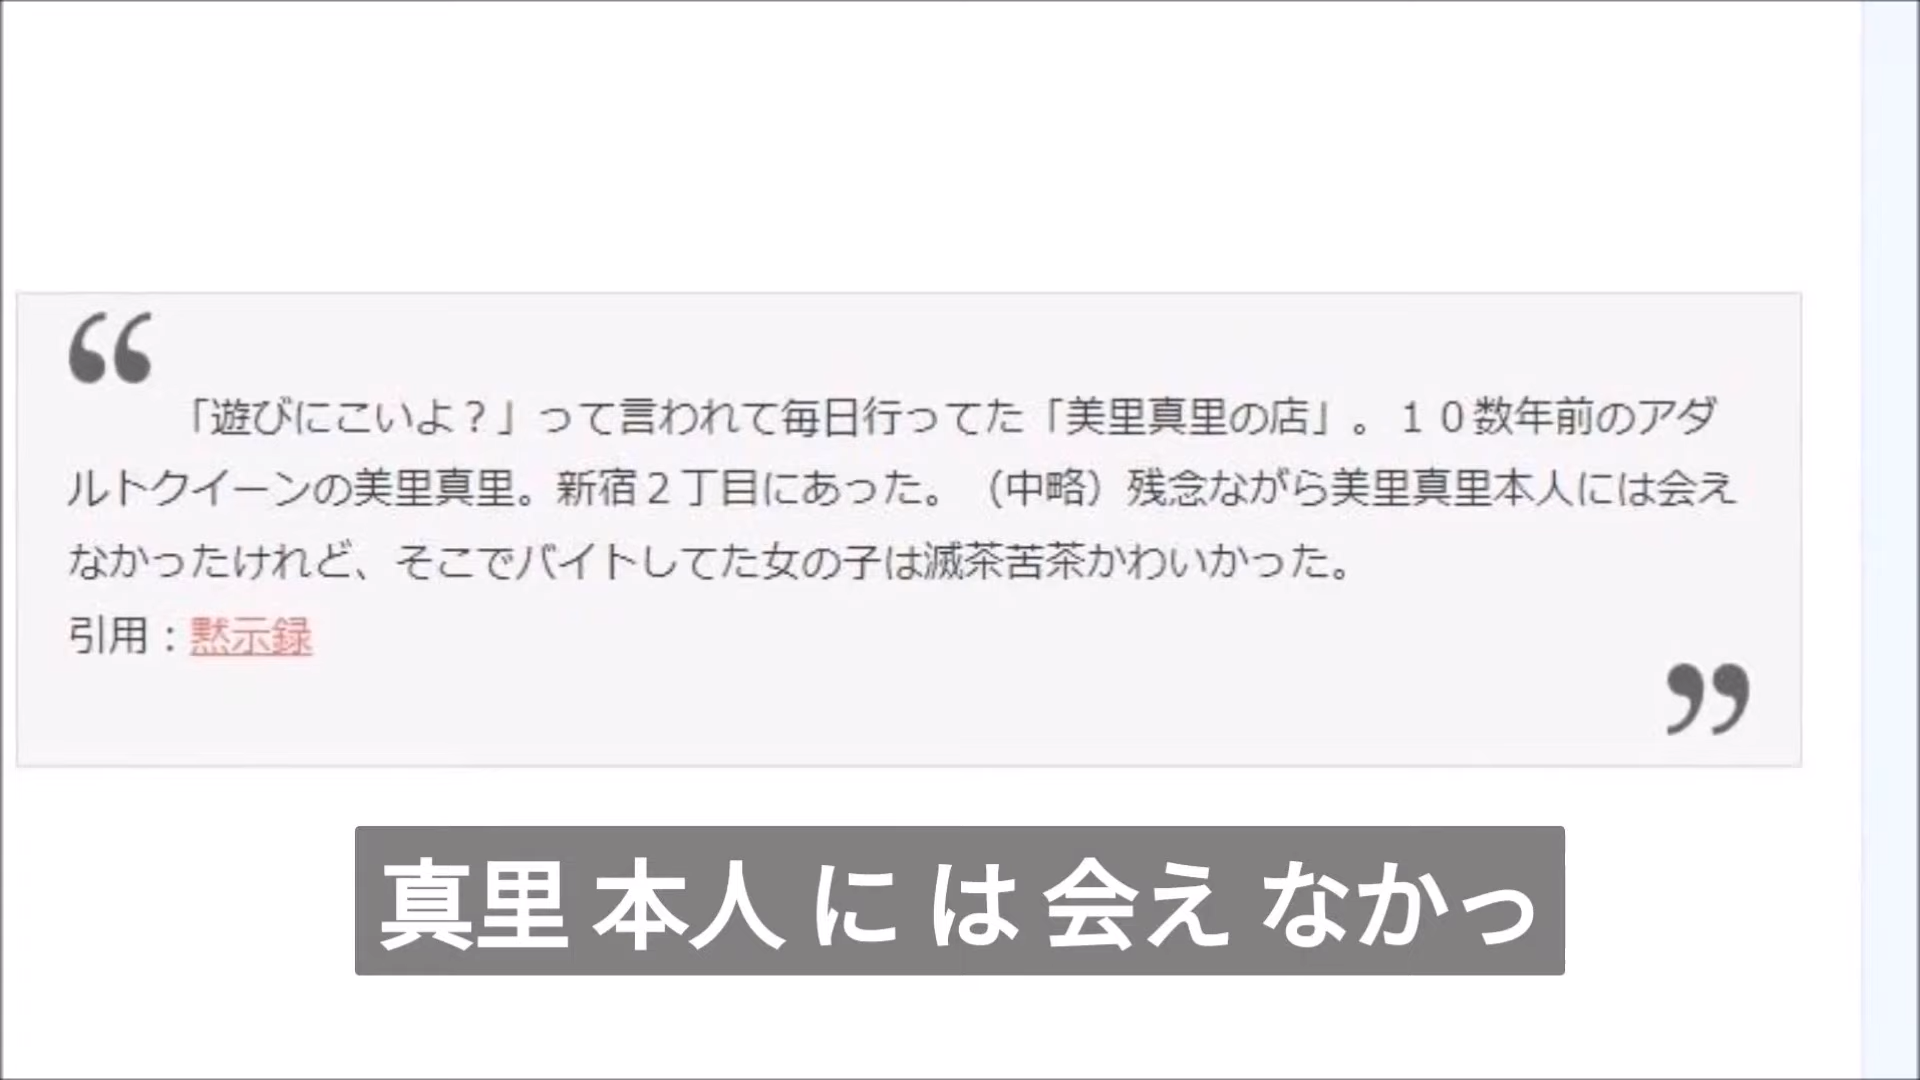 「遊びにこいよ？」って言われて毎日行ってた「美里真里の店」。１０数年前のアダ
ルトクイーンの美里真里。新宿２丁目にあった。（中略）残念ながら美里真里本人には会え
なかったけれど、そこでバイトしてた女の子は滅茶苦茶かわいかった。
引用：黙示録
真里 本人 に は 会え なかっ